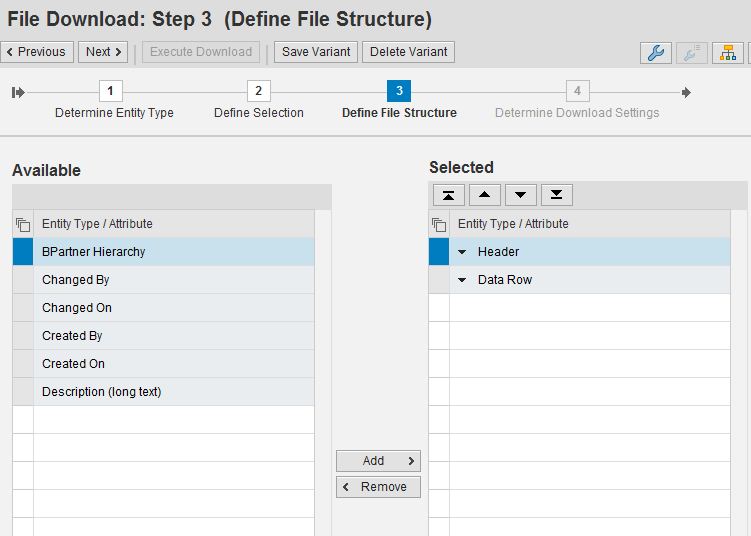 File Download: Step 3 (Define File Structure)
Previous Next Execute Download Save Variant Delete Variant
1 2 3 4
Determine Entity Type Define Selection Define File Structure Determine Download Settings
Available
Selected
Entity Type / Attribute
Entity Type / Attribute
BPartner Hierarchy
Header
Changed By
Data Row
Changed On
Created By
Created On
Description (long text)
Add
Remove